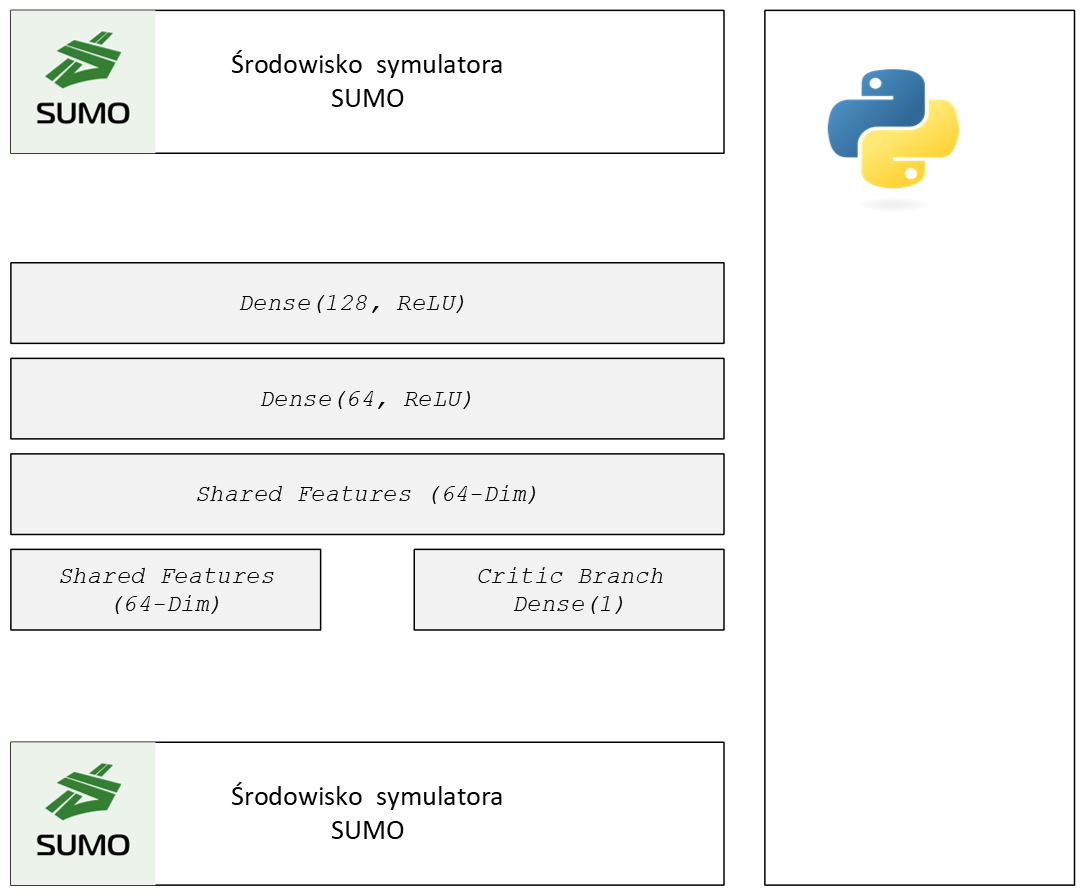 SUMO
Środowisko symulatora
SUMO
Dense(128, ReLU)
Dense(64, ReLU)
Shared Features (64-Dim)
Shared Features
(64-Dim)
Critic Branch
Dense(1)
SUMO
Środowisko symulatora
SUMO